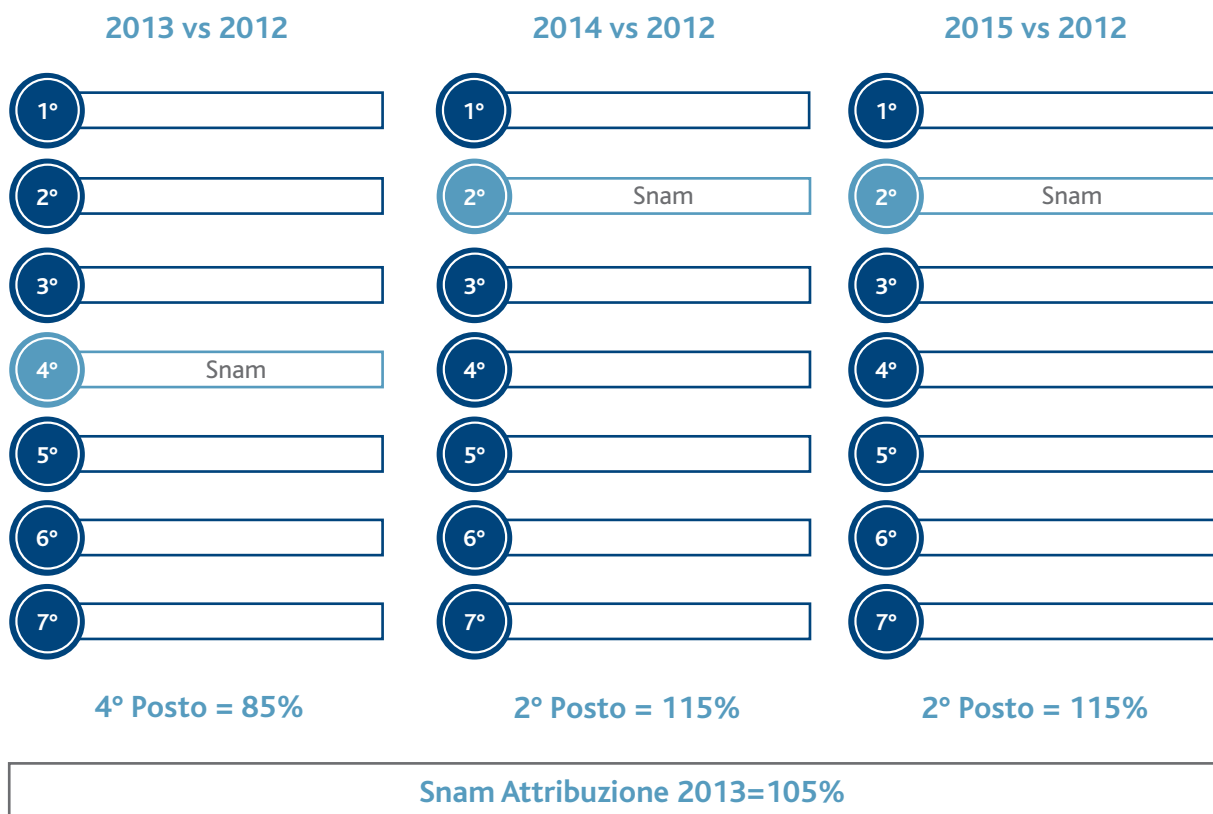 2013 vs 2012
1°
2°
3°
4° Snam
5°
6°
7°
4° Posto = 85%
2014 vs 2012
1°
2° Snam
3°
4°
5°
6°
7°
2° Posto = 115%
2015 vs 2012
1°
2° Snam
3°
4°
5°
6°
7°
2° Posto = 115%
Snam Attribuzione 2013=105%